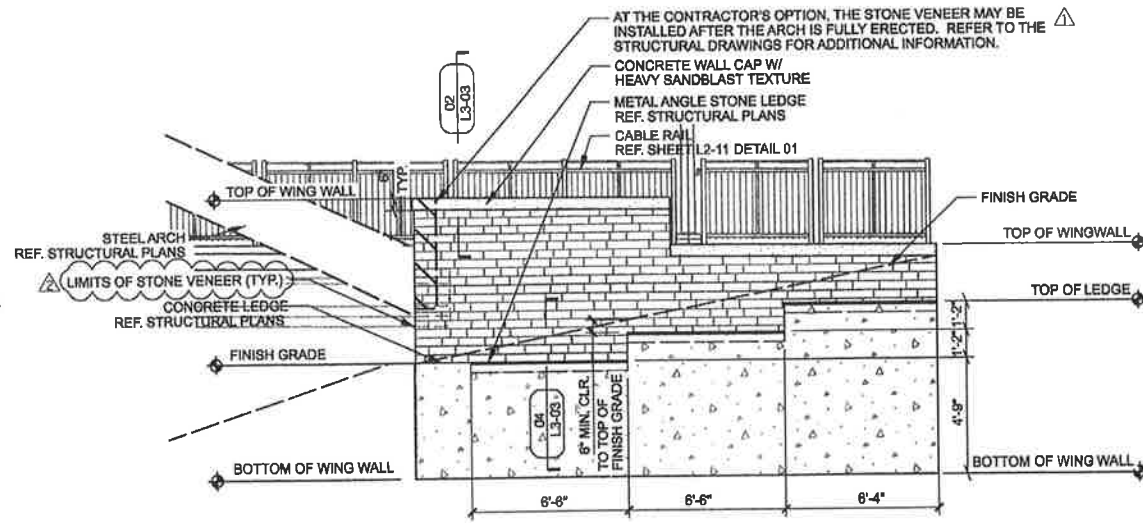 AT THE CONTRACTOR'S OPTION, THE STONE VENEER MAY BE
INSTALLED AFTER THE ARCH IS FULLY ERECTED. REFER TO THE
STRUCTURAL DRAWINGS FOR ADDITIONAL INFORMATION.
1
CONCRETE WALL CAP W/
HEAVY SANDBLAST TEXTURE
METAL ANGLE STONE LEDGE
REF. STRUCTURAL PLANS
CABLE RAIL
REF. SHEET L2-11 DETAIL 01
02
L3-03
6"
TYP.
TOP OF WING WALL
FINISH GRADE
STEEL ARCH
REF. STRUCTURAL PLANS
TOP OF WINGWALL
2
LIMITS OF STONE VENEER (TYP.)
TOP OF LEDGE
CONCRETE LEDGE
REF. STRUCTURAL PLANS
1'-2"
1'-2"
FINISH GRADE
04
L3-03
8" MIN. CLR.
TO TOP OF
FINISH GRADE
4'-9"
BOTTOM OF WING WALL
BOTTOM OF WING WALL
6'-6"
6'-6"
6'-4"